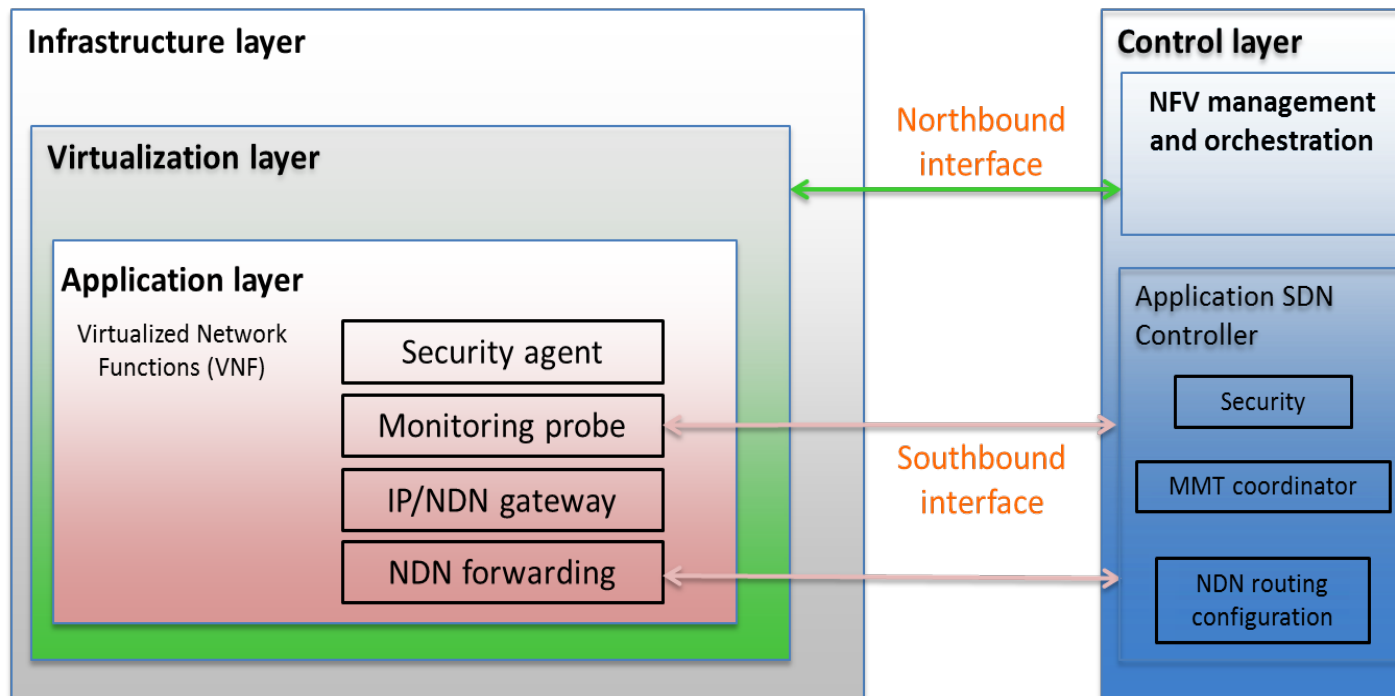 Infrastructure layer
Virtualization layer
Application layer
Virtualized Network
Functions (VNF)
Security agent
Monitoring probe
IP/NDN gateway
NDN forwarding
Northbound
interface
Southbound
interface
Control layer
NFV management
and orchestration
Application SDN
Controller
Security
MMT coordinator
NDN routing
configuration